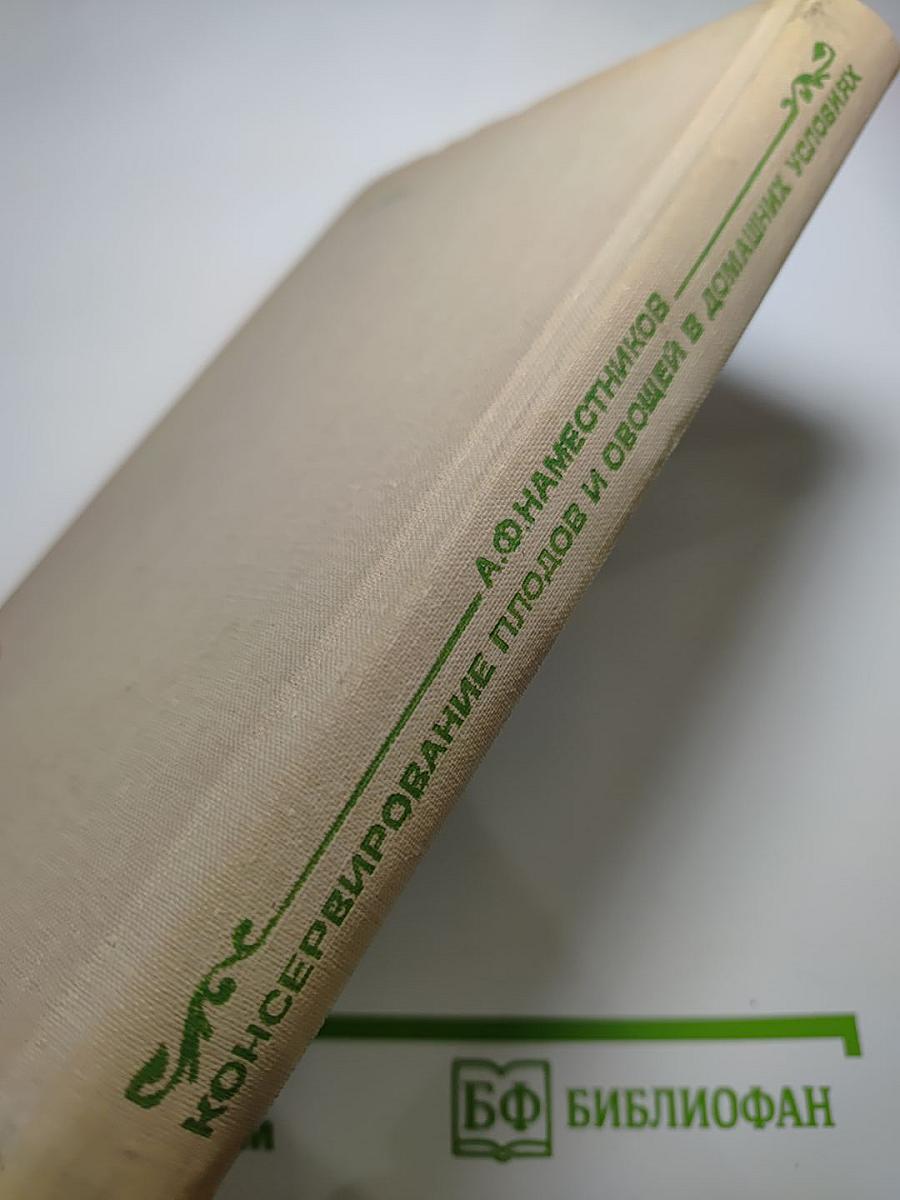 А.Ф.НАМЕСТНИКОВ
КОНСЕРВИРОВАНИЕ ПЛОДОВ И ОВОЩЕЙ В ДОМАШНИХ УСЛОВИЯХ
БФ БИБЛИОФАН